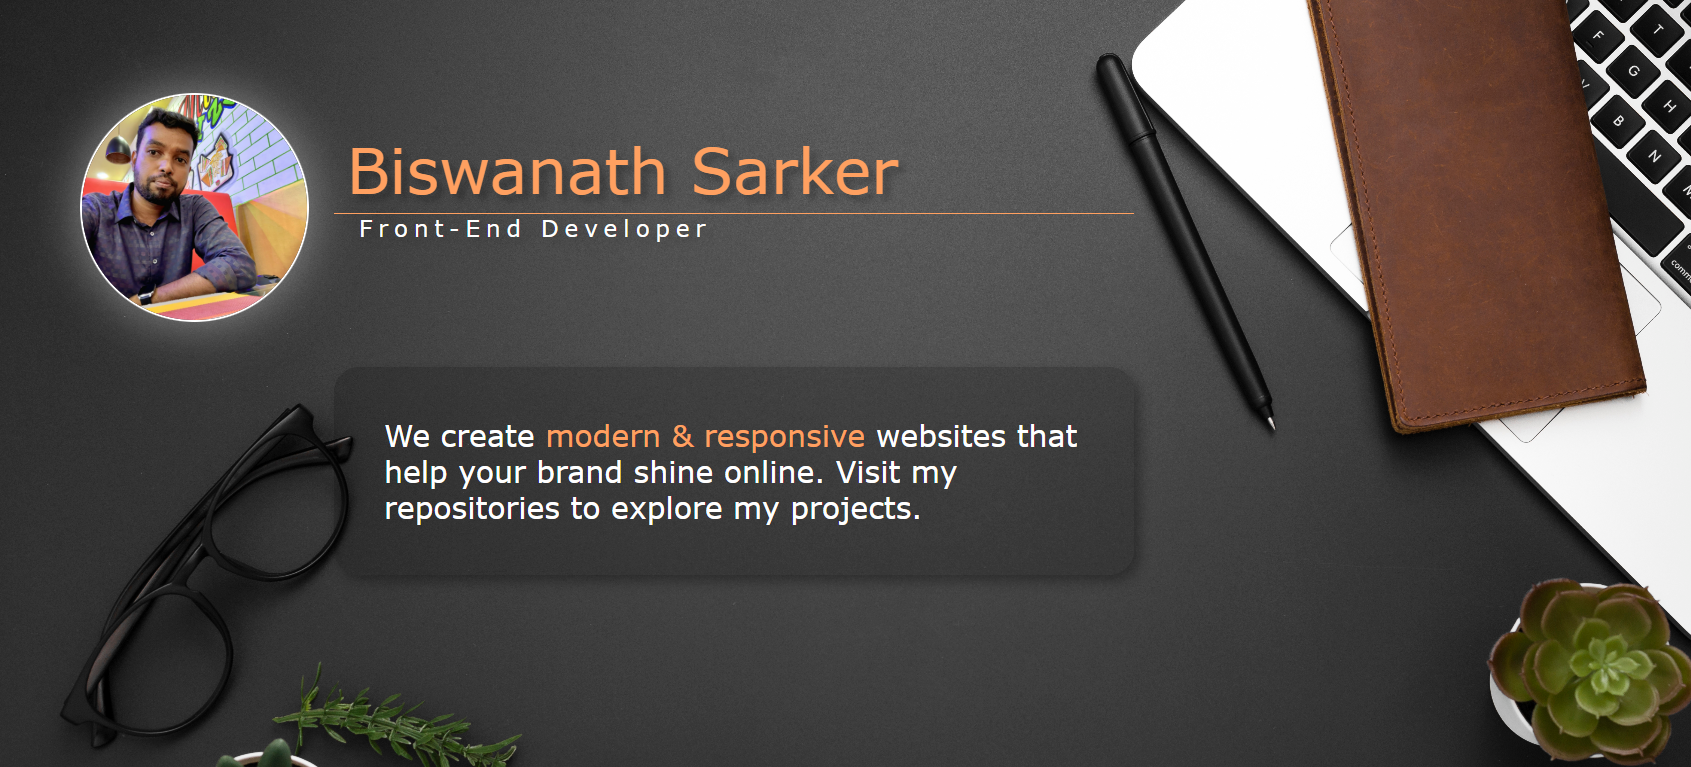 Biswanath Sarker
Front-End Developer
We create modern & responsive websites that
help your brand shine online. Visit my
repositories to explore my projects.
F
T
G
V
H
B
N
M
comm